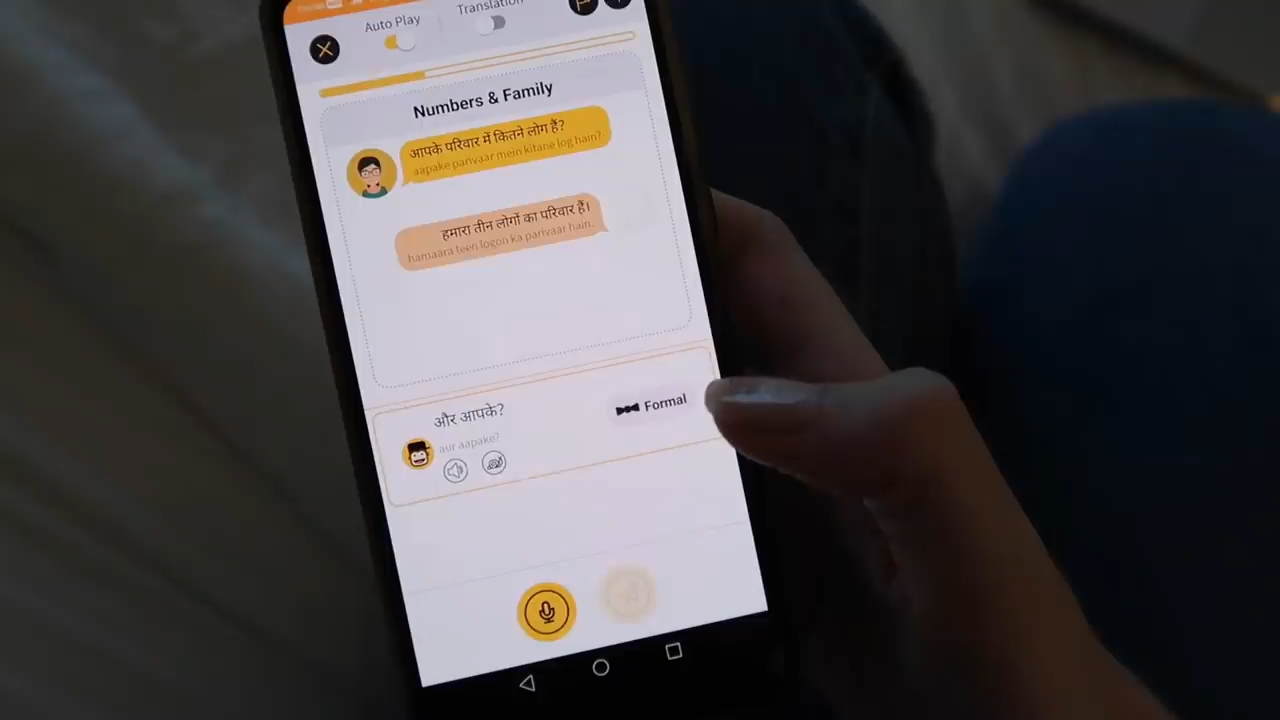 Auto Play
Translation
Numbers & Family
आपके परिवार में कितने लोग हैं?
aapake parivaar mein kitane log hain?
हमारा तीन लोगों का परिवार हैं।
hamaara teen logon ka parivaar hain.
और आपके?
aur aapake?
Formal